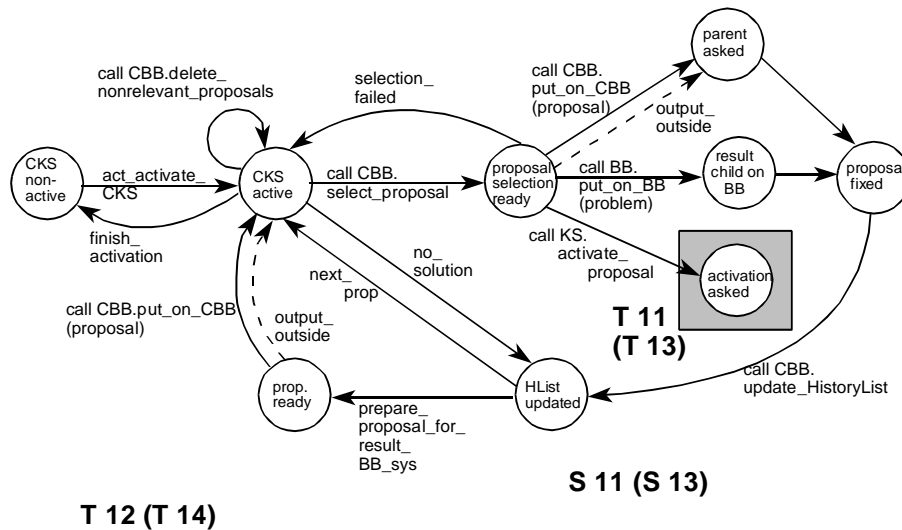 parent
asked
call CBB.delete_
nonrelevant_proposals
selection_
failed
call CBB.
put_on_CBB
(proposal)
output_
outside
CKS
non-
active
act_activate_
CKS
CKS
active
call CBB.
select_proposal
proposal
selection
ready
call BB.
put_on_BB
(problem)
result
child on
BB
proposa
fixed
finish_
activation
call KS.
activate_
proposal
activation
asked
no_
solution
next_
prop
call CBB.put_on_CBB
(proposal)
output_
outside
T 11
(T 13)
call CBB.
update_HistoryList
prop.
ready
HList
updated
prepare_
proposal_for_
result_
BB_sys
S 11 (S 13)
T 12 (T 14)